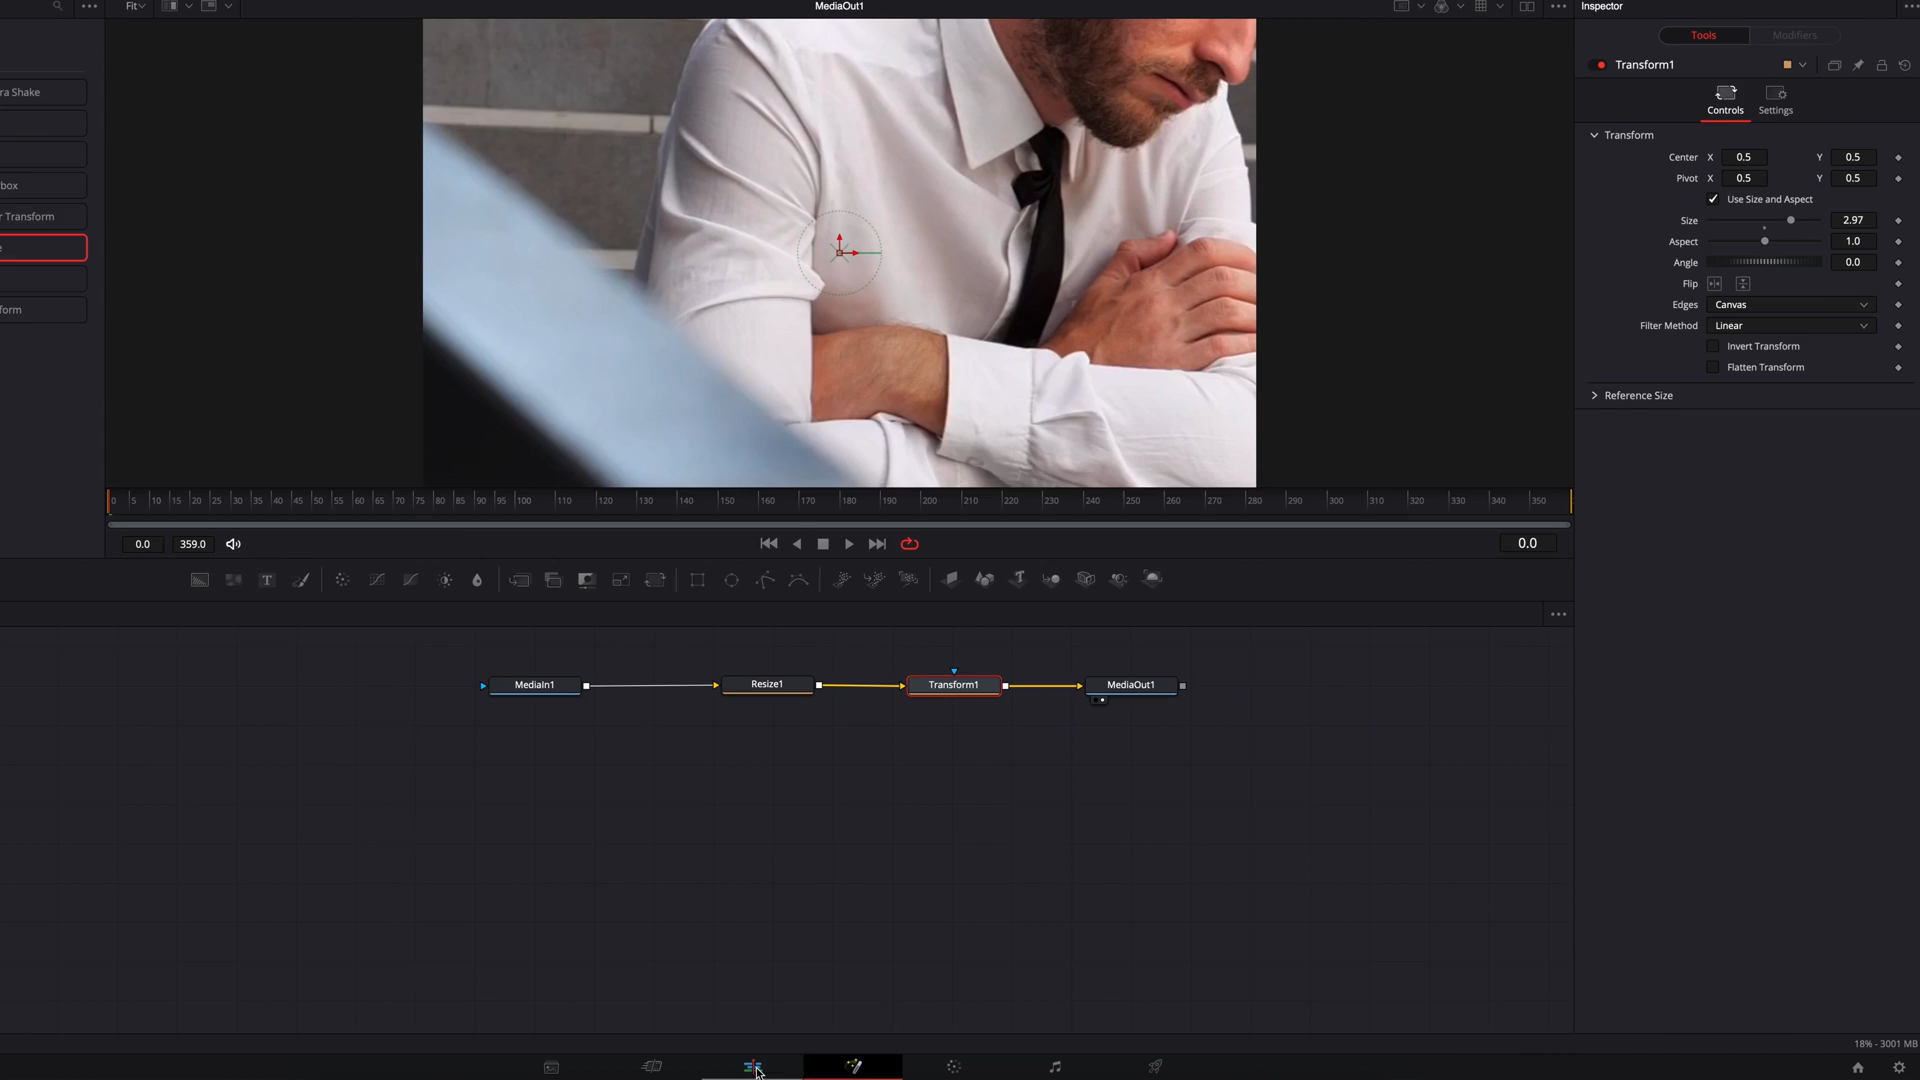 Fit
MediaOut1
Inspector
Tools
Modifiers
ra Shake
box
r Transform
e
form
Transform1
Controls
Settings
Transform
Center X 0.5 Y 0.5
Pivot X 0.5 Y 0.5
Use Size and Aspect
Size 2.97
Aspect 1.0
Angle 0.0
Flip
Edges Canvas
Filter Method Linear
Invert Transform
Flatten Transform
Reference Size
0 5 10 15 20 25 30 35 40 45 50 55 60 65 70 75 80 85 90 95 100 110 120 130 140 150 160 170 180 190 200 210 220 230 240 250 260 270 280 290 300 310 320 330 340 350
0.0 359.0
0.0
T
T
MediaIn1
Resize1
Transform1
MediaOut1
18% - 3001 MB